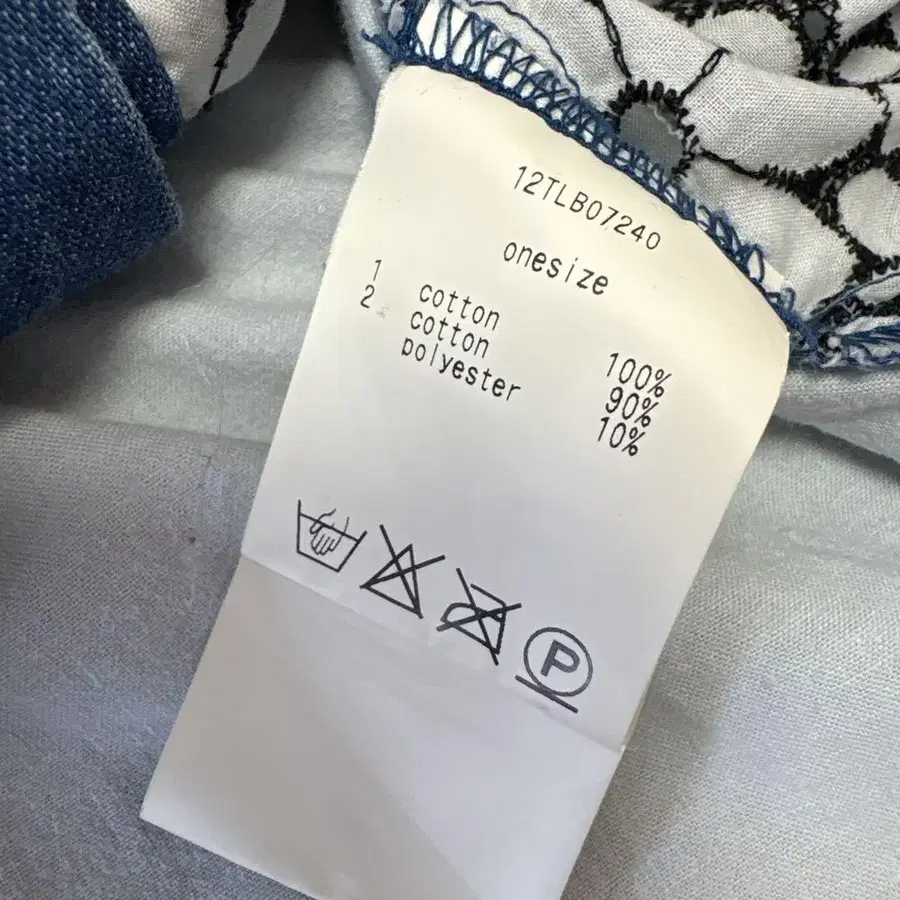 12TLB07240
onesize
1 cotton 100%
2 cotton 90%
polyester 10%
P